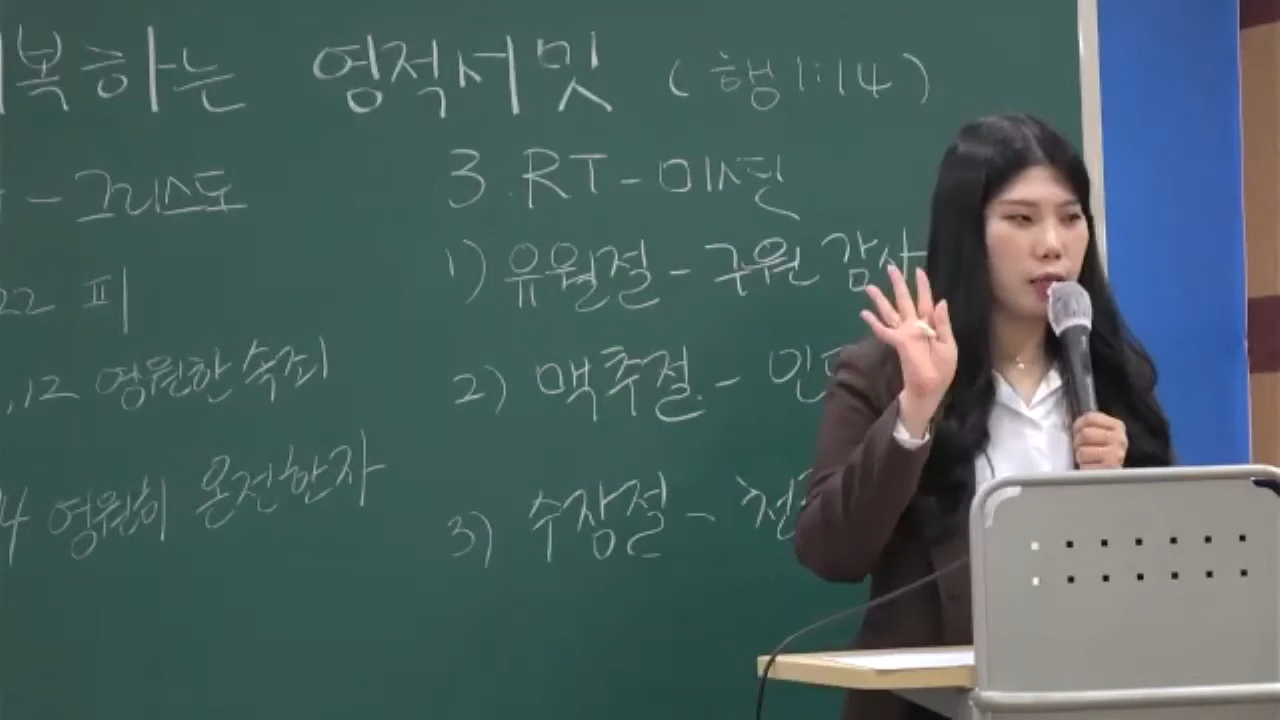 복하는 영적서밋 (행1:14)
- 그리스도
22 피
.12 영원한 속죄
4 영원히 온전한자
3. RT - 미션
1) 유월절 - 구원 감사
2) 맥추절 -
3) 수장절 -